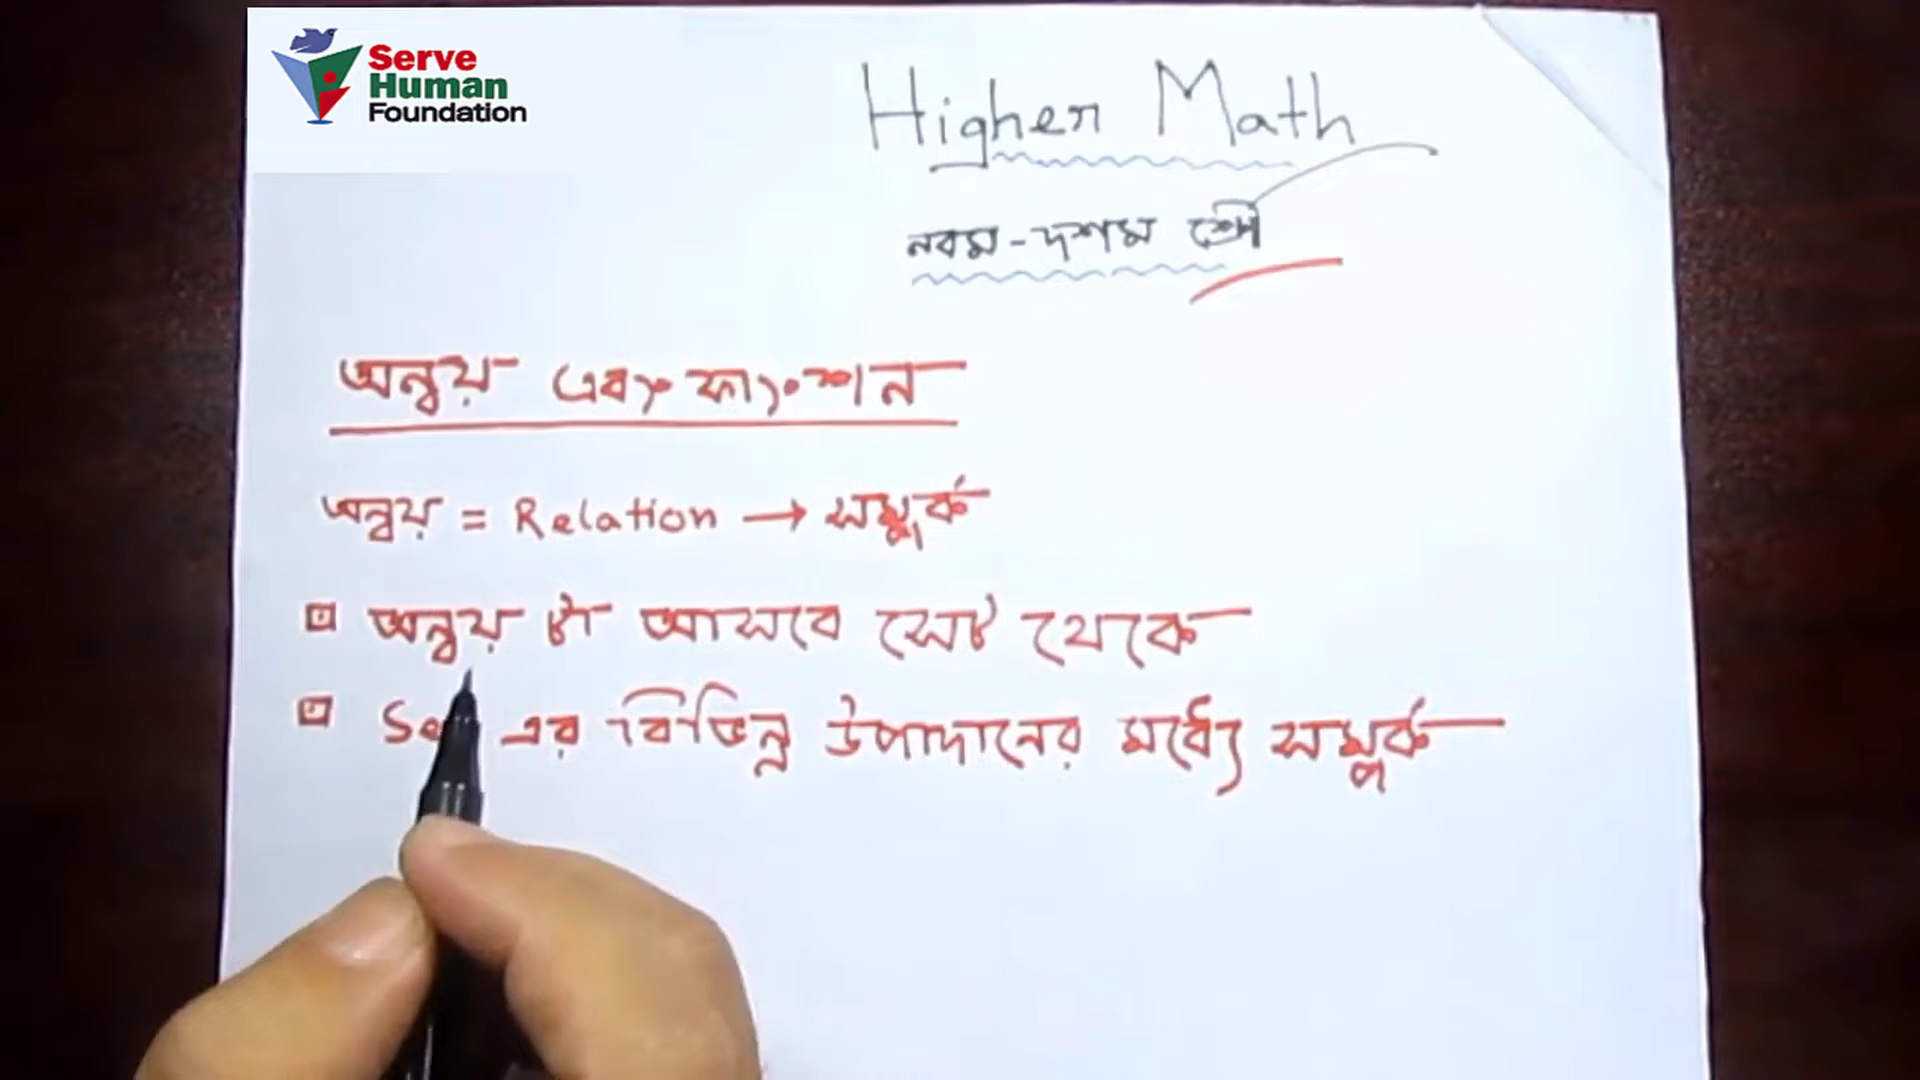 Serve
Human
Foundation
Higher Math
নবম-দশম শ্রেণী
অন্বয় এবং ফাংশন
অন্বয় = Relation → সম্পর্ক
অন্বয় টা আসবে সেট থেকে
এর বিভিন্ন উপাদানের মধ্যে সম্পর্ক